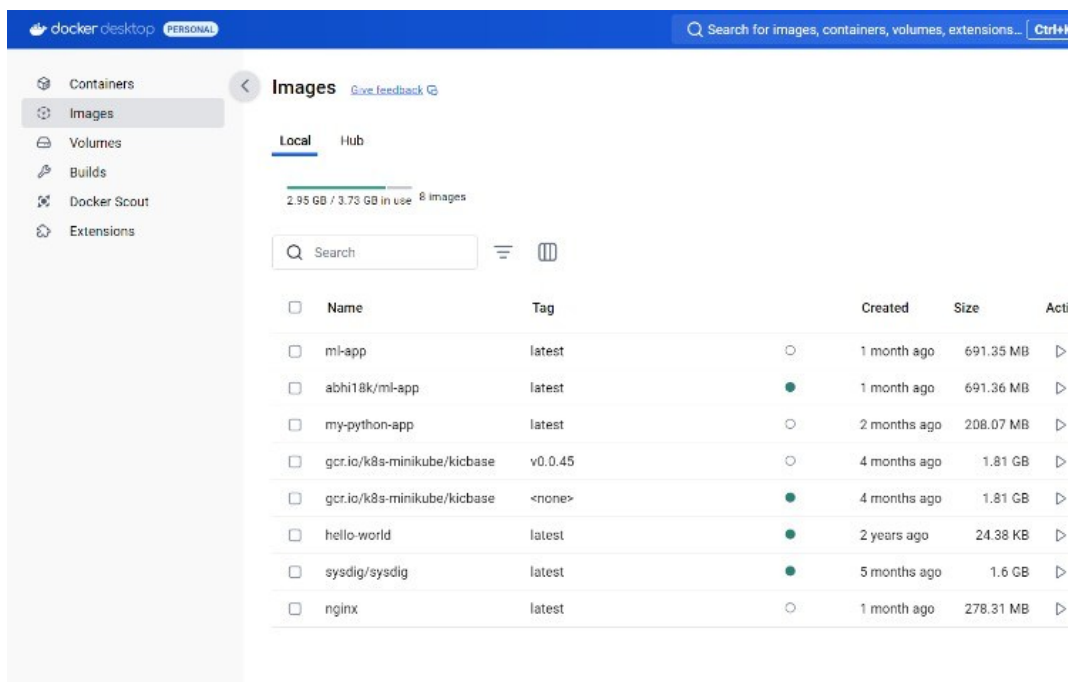 docker desktop PERSONAL Search for images, containers, volumes, extensions... Ctrl+K
Containers
Images
Volumes
Builds
Docker Scout
Extensions
Images Give feedback
Local Hub
2.95 GB / 3.73 GB in use 8 images
Search
Name Tag Created Size Acti
ml-app latest 1 month ago 691.35 MB
abhi18k/ml-app latest 1 month ago 691.36 MB
my-python-app latest 2 months ago 208.07 MB
gcr.io/k8s-minikube/kicbase v0.0.45 4 months ago 1.81 GB
gcr.io/k8s-minikube/kicbase <none> 4 months ago 1.81 GB
hello-world latest 2 years ago 24.38 KB
sysdig/sysdig latest 5 months ago 1.6 GB
nginx latest 1 month ago 278.31 MB